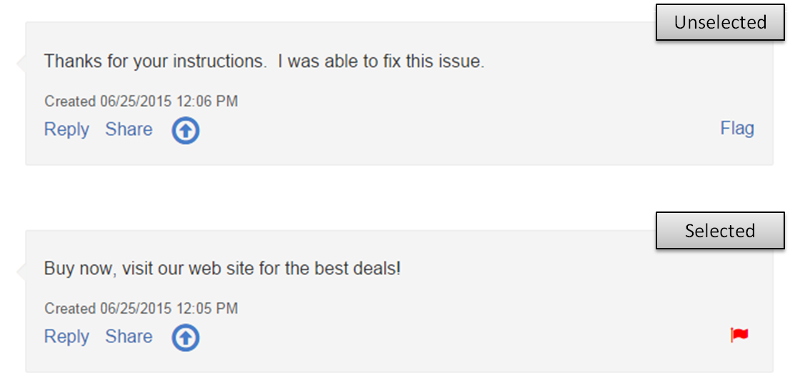 Unselected
Thanks for your instructions.  I was able to fix this issue.
Created 06/25/2015 12:06 PM
Reply Share Flag
Selected
Buy now, visit our web site for the best deals!
Created 06/25/2015 12:05 PM
Reply Share